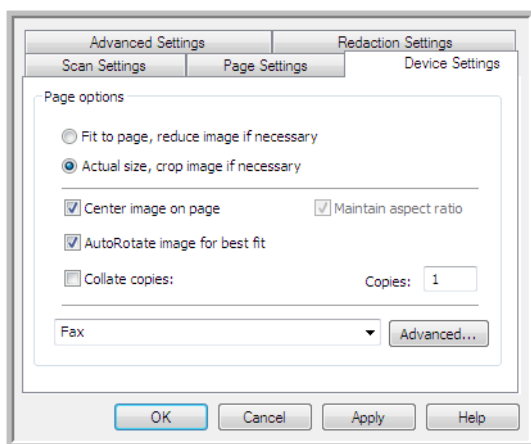 Advanced Settings Redaction Settings
Scan Settings Page Settings Device Settings
Page options
Fit to page, reduce image if necessary
Actual size, crop image if necessary
Center image on page Maintain aspect ratio
AutoRotate image for best fit
Collate copies: Copies: 1
Fax Advanced...
OK Cancel Apply Help